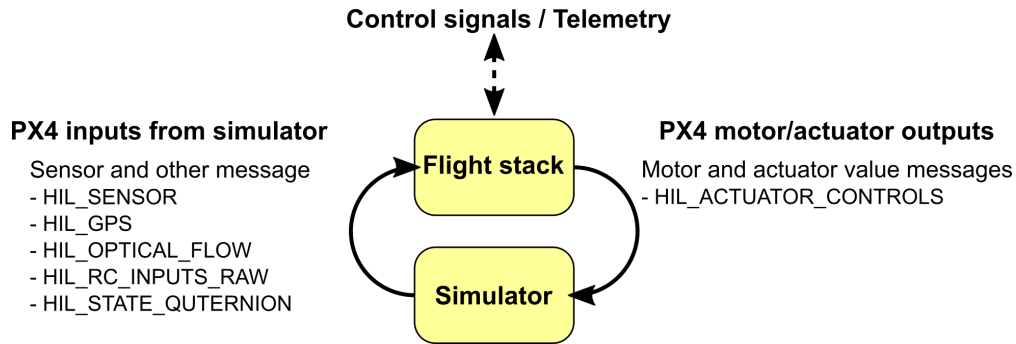 Control signals / Telemetry
PX4 inputs from simulator
Sensor and other message
- HIL_SENSOR
- HIL_GPS
- HIL_OPTICAL_FLOW
- HIL_RC_INPUTS_RAW
- HIL_STATE_QUTERNION
Flight stack
Simulator
PX4 motor/actuator outputs
Motor and actuator value messages
- HIL_ACTUATOR_CONTROLS